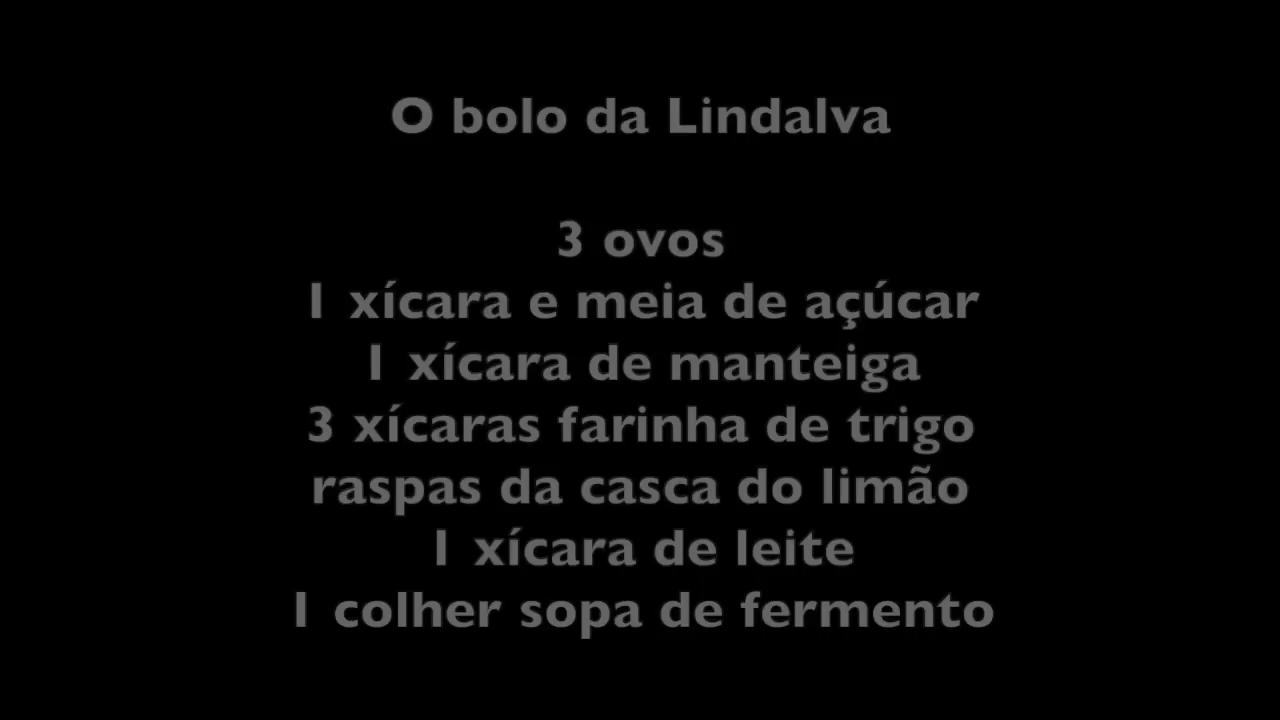 O bolo da Lindalva
3 ovos
1 xícara e meia de açúcar
1 xícara de manteiga
3 xícaras farinha de trigo
raspas da casca do limão
1 xícara de leite
1 colher sopa de fermento